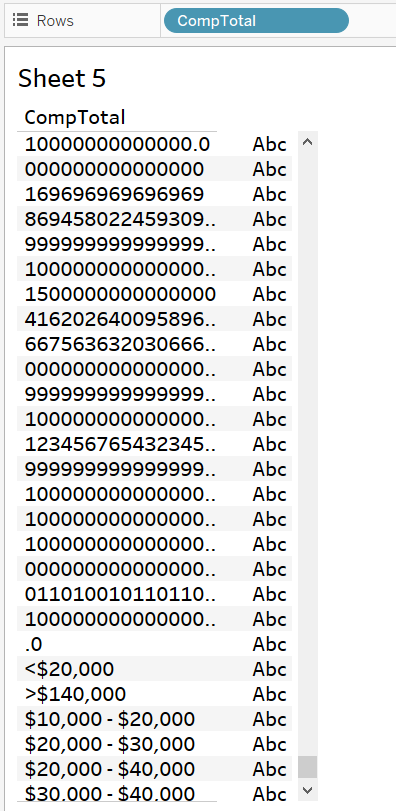 Rows CompTotal
Sheet 5
CompTotal
10000000000000.0 Abc
000000000000000 Abc
169696969696969 Abc
869458022459309.. Abc
999999999999999.. Abc
100000000000000.. Abc
1500000000000000 Abc
416202640095896.. Abc
667563632030666.. Abc
000000000000000.. Abc
999999999999999.. Abc
100000000000000.. Abc
123456765432345.. Abc
999999999999999.. Abc
100000000000000.. Abc
100000000000000.. Abc
100000000000000.. Abc
000000000000000.. Abc
011010010110110.. Abc
100000000000000.. Abc
.0 Abc
<$20,000 Abc
>$140,000 Abc
$10,000 - $20,000 Abc
$20,000 - $30,000 Abc
$20,000 - $40,000 Abc
$30,000 - $40,000 Abc